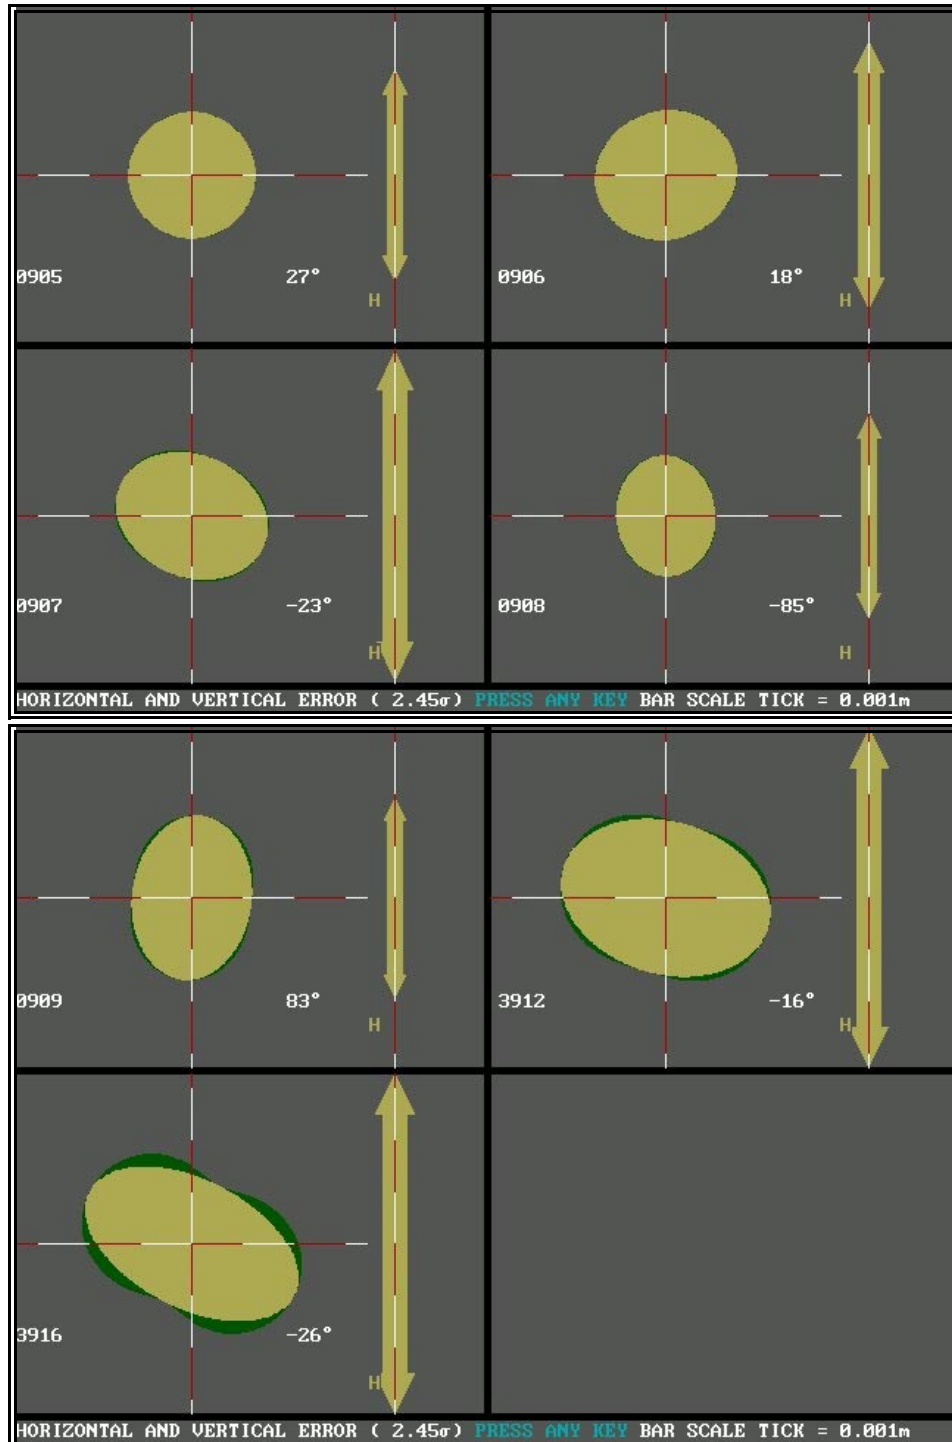 0905 27° H
0906 18° H
0907 -23° H
0908 -85° H
HORIZONTAL AND VERTICAL ERROR ( 2.45σ) PRESS ANY KEY BAR SCALE TICK = 0.001m
0909 83° H
3912 -16° H
3916 -26° H
HORIZONTAL AND VERTICAL ERROR ( 2.45σ) PRESS ANY KEY BAR SCALE TICK = 0.001m